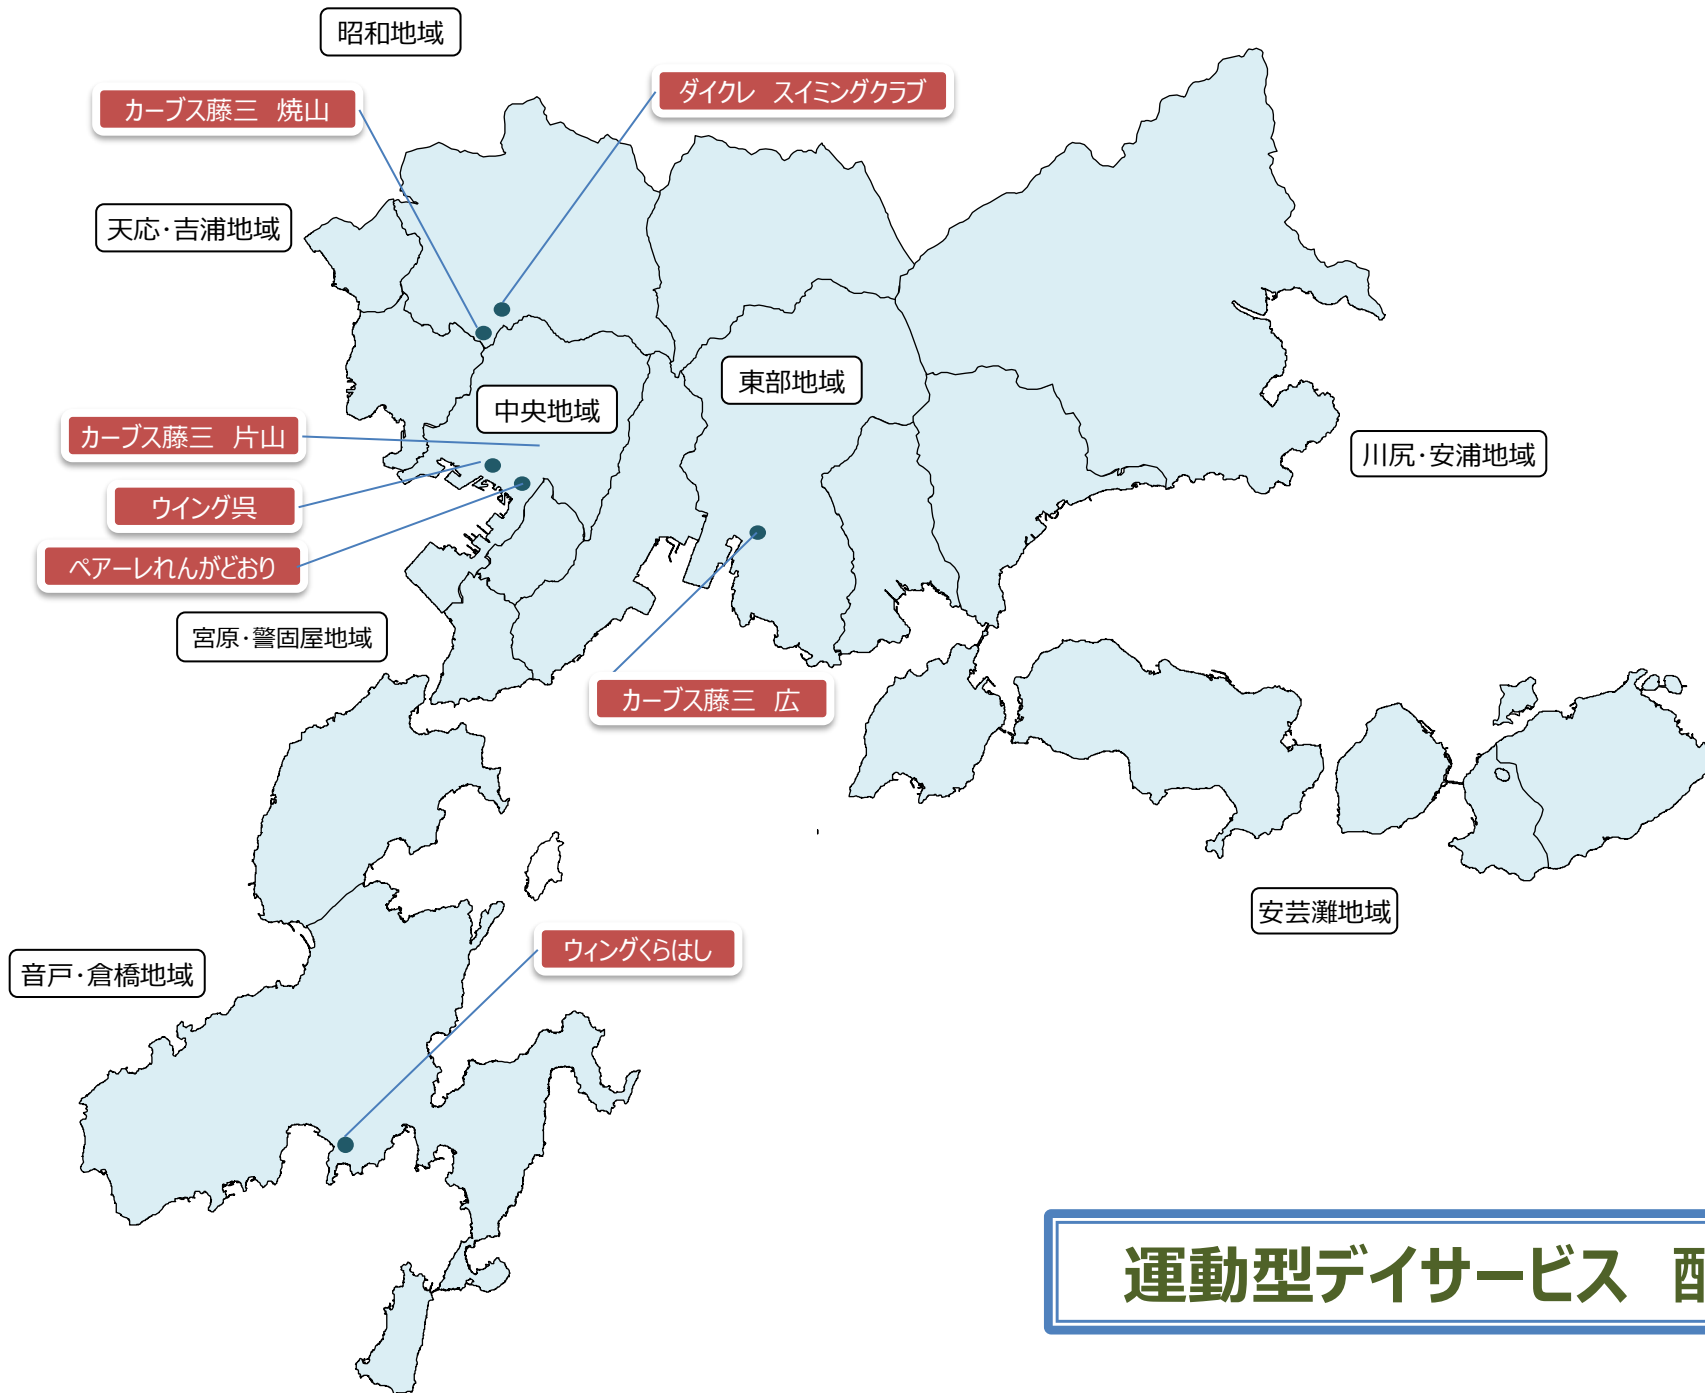 昭和地域
カーブス藤三　焼山
ダイクレ　スイミングクラブ
天応・吉浦地域
東部地域
中央地域
カーブス藤三　片山
川尻・安浦地域
ウイング呉
ペアーレれんがどおり
宮原・警固屋地域
カーブス藤三　広
安芸灘地域
ウィングくらはし
音戸・倉橋地域
運動型デイサービス　配